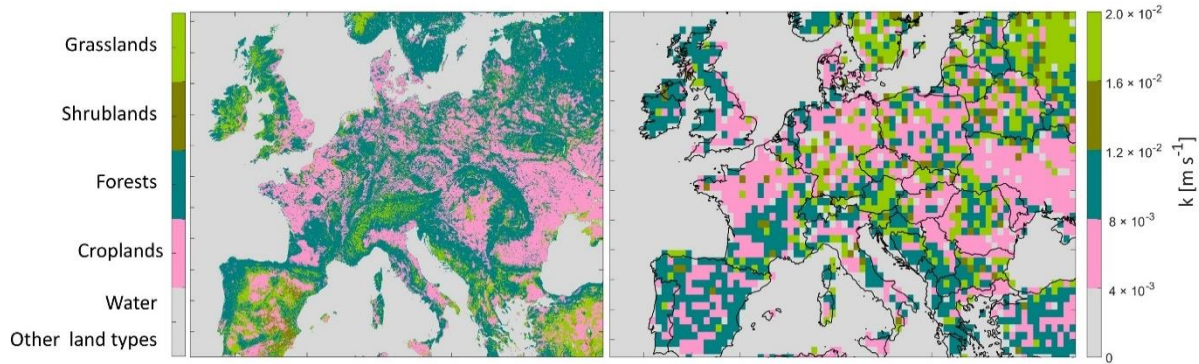 Grasslands
Shrublands
Forests
Croplands
Water
Other land types
2.0 × 10⁻²
1.6 × 10⁻²
1.2 × 10⁻²
8 × 10⁻³
4 × 10⁻³
0
k [m s⁻¹]